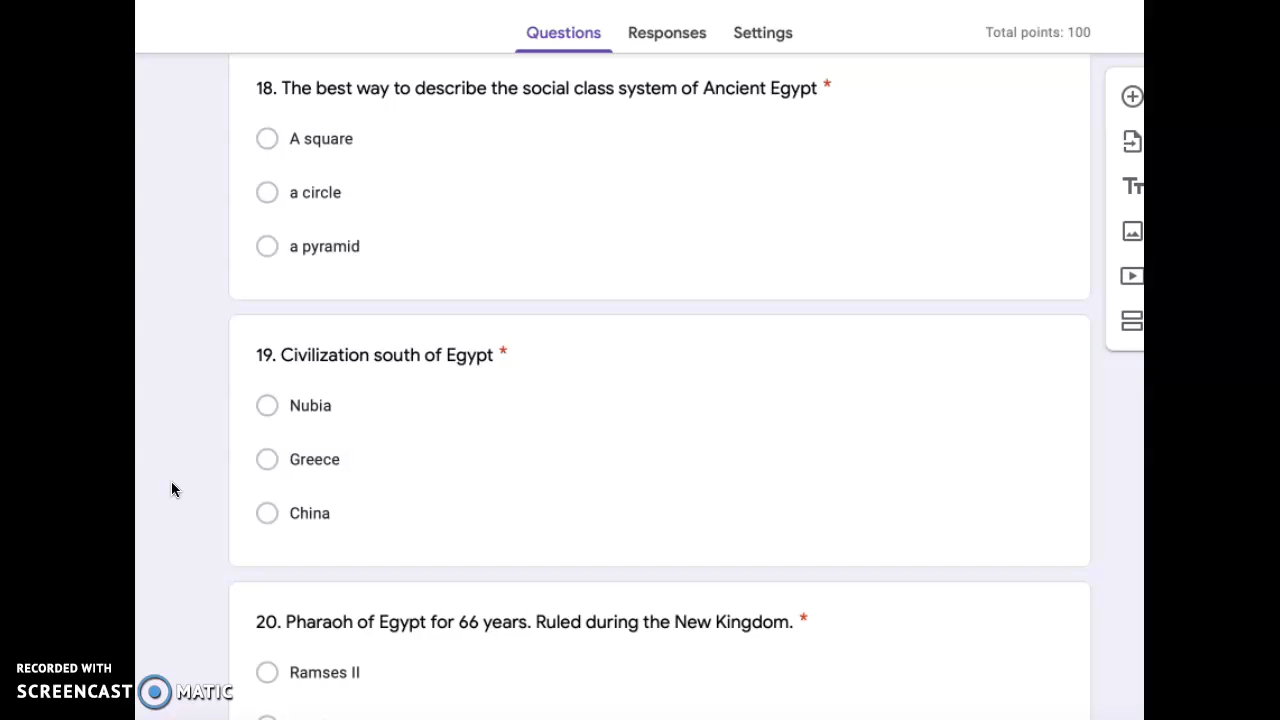 Questions Responses Settings Total points: 100
18. The best way to describe the social class system of Ancient Egypt *
A square
a circle
a pyramid
19. Civilization south of Egypt *
Nubia
Greece
China
20. Pharaoh of Egypt for 66 years. Ruled during the New Kingdom. *
Ramses II
RECORDED WITH
SCREENCAST MATIC